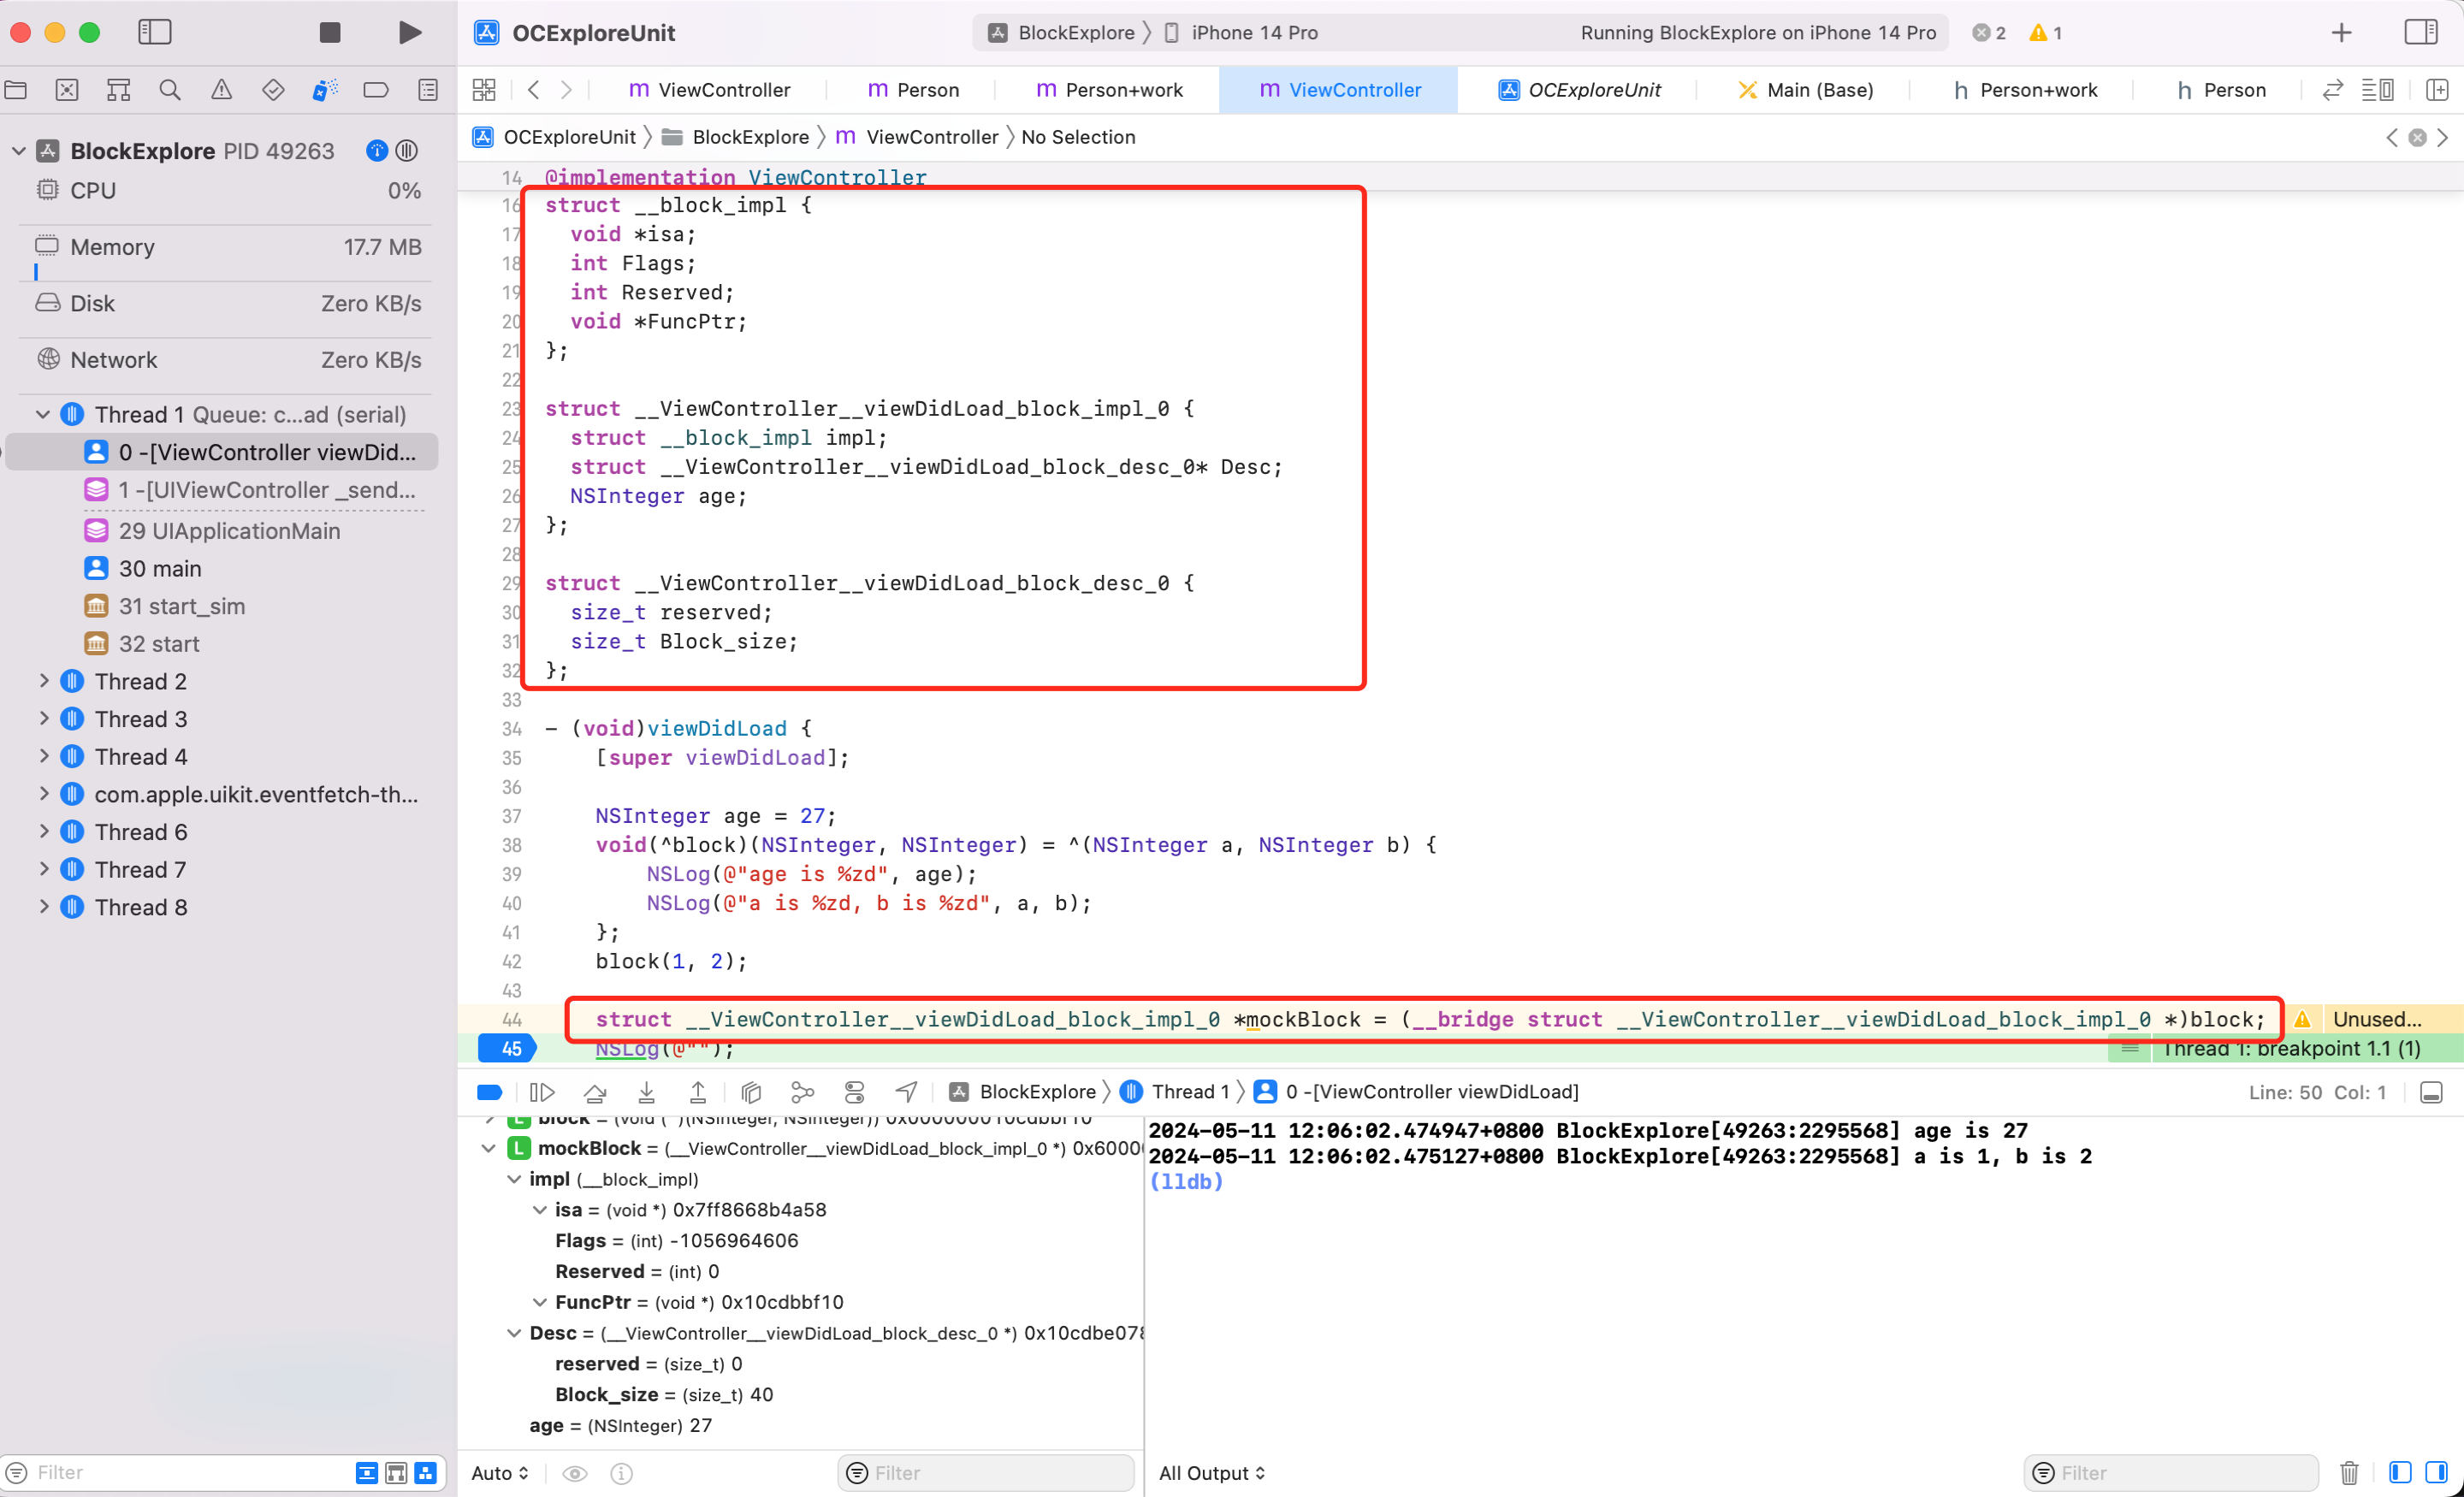 OCExploreUnit
BlockExplore 〉 iPhone 14 Pro
Running BlockExplore on iPhone 14 Pro
2
1
ViewController
Person
Person+work
ViewController
OCExploreUnit
Main (Base)
Person+work
Person
OCExploreUnit 〉 BlockExplore 〉 ViewController 〉 No Selection
BlockExplore PID 49263
CPU 0%
Memory 17.7 MB
Disk Zero KB/s
Network Zero KB/s
Thread 1 Queue: c...ad (serial)
0 -[ViewController viewDid...
1 -[UIViewController _send...
29 UIApplicationMain
30 main
31 start_sim
32 start
Thread 2
Thread 3
Thread 4
com.apple.uikit.eventfetch-th...
Thread 6
Thread 7
Thread 8
Filter
14 @implementation ViewController
16 struct __block_impl {
17   void *isa;
18   int Flags;
19   int Reserved;
20   void *FuncPtr;
21 };
22
23 struct __ViewController__viewDidLoad_block_impl_0 {
24   struct __block_impl impl;
25   struct __ViewController__viewDidLoad_block_desc_0* Desc;
26   NSInteger age;
27 };
28
29 struct __ViewController__viewDidLoad_block_desc_0 {
30   size_t reserved;
31   size_t Block_size;
32 };
33
34 - (void)viewDidLoad {
35     [super viewDidLoad];
36
37     NSInteger age = 27;
38     void(^block)(NSInteger, NSInteger) = ^(NSInteger a, NSInteger b) {
39         NSLog(@"age is %zd", age);
40         NSLog(@"a is %zd, b is %zd", a, b);
41     };
42     block(1, 2);
43
44     struct __ViewController__viewDidLoad_block_impl_0 *mockBlock = (__bridge struct __ViewController__viewDidLoad_block_impl_0 *)block;
Unused...
45     NSLog(@"");
Thread 1: breakpoint 1.1 (1)
BlockExplore 〉 Thread 1 〉 0 -[ViewController viewDidLoad]
Line: 50 Col: 1
block = (void (^)(NSInteger, NSInteger)) 0x000000010cdbbf10
mockBlock = (__ViewController__viewDidLoad_block_impl_0 *) 0x6000
impl (__block_impl)
isa = (void *) 0x7ff8668b4a58
Flags = (int) -1056964606
Reserved = (int) 0
FuncPtr = (void *) 0x10cdbbf10
Desc = (__ViewController__viewDidLoad_block_desc_0 *) 0x10cdbe078
reserved = (size_t) 0
Block_size = (size_t) 40
age = (NSInteger) 27
Auto
Filter
2024-05-11 12:06:02.474947+0800 BlockExplore[49263:2295568] age is 27
2024-05-11 12:06:02.475127+0800 BlockExplore[49263:2295568] a is 1, b is 2
(lldb)
All Output
Filter